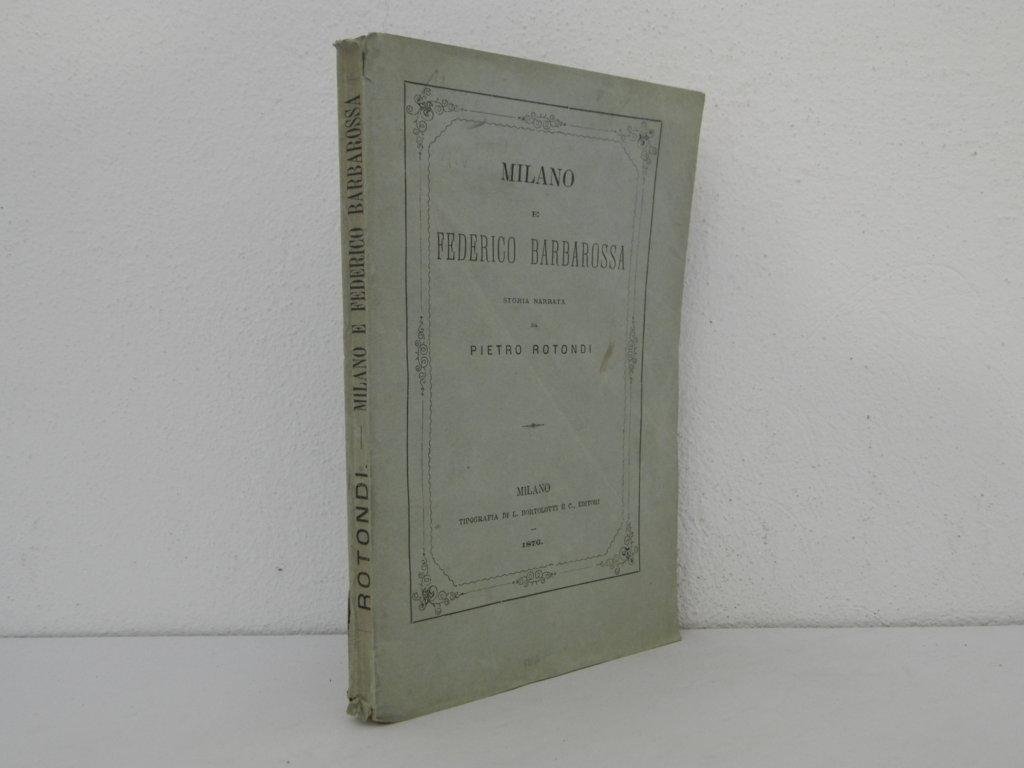 MILANO
E
FEDERICO BARBAROSSA
STORIA NARRATA
DA
PIETRO ROTONDI
MILANO
TIPOGRAFIA DI L. BORTOLOTTI E C., EDITORI
1876.
ROTONDI. — MILANO E FEDERICO BARBAROSSA